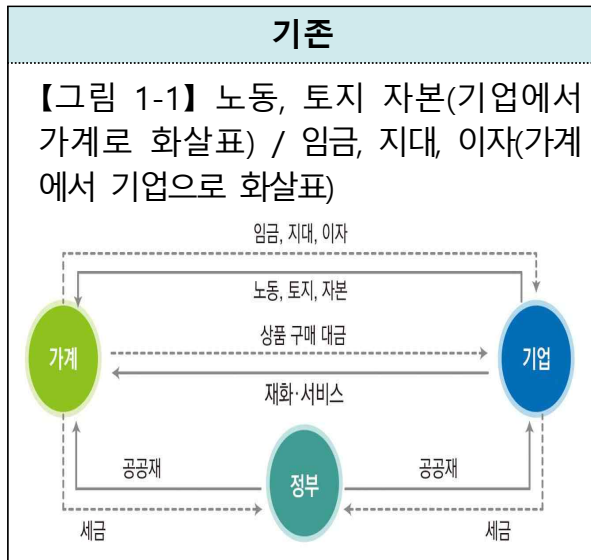 기존
【그림 1-1】 노동, 토지 자본(기업에서
가계로 화살표) / 임금, 지대, 이자(가계
에서 기업으로 화살표)
임금, 지대, 이자
노동, 토지, 자본
상품 구매 대금
가계
기업
재화·서비스
공공재
정부
공공재
세금
세금